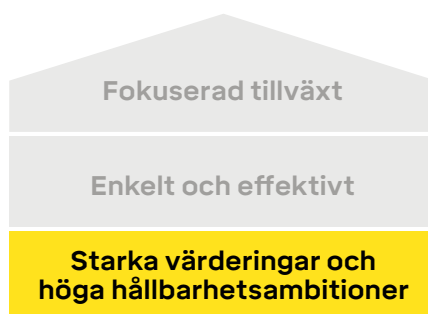 Fokuserad tillväxt
Enkelt och effektivt
Starka värderingar och
höga hållbarhetsambitioner